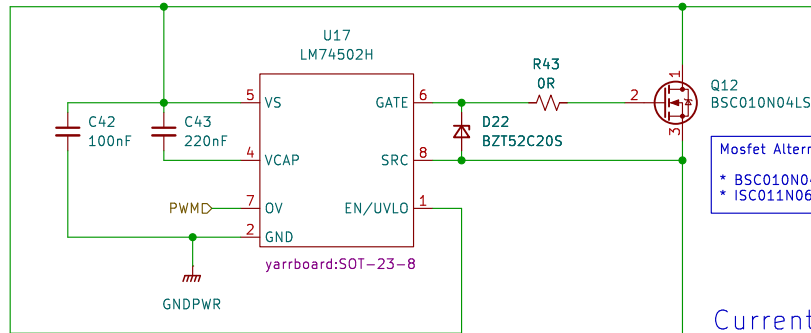 U17
LM74502H
R43
0R
1
Q12
BSC010N04LS
2
3
5 VS
GATE 6
C42
100nF
C43
220nF
D22
BZT52C20S
4 VCAP
SRC 8
Mosfet Altern
* BSC010N04
* ISC011N06
PWM
7 OV
EN/UVLO 1
2 GND
yarrboard:SOT-23-8
GNDPWR
Current